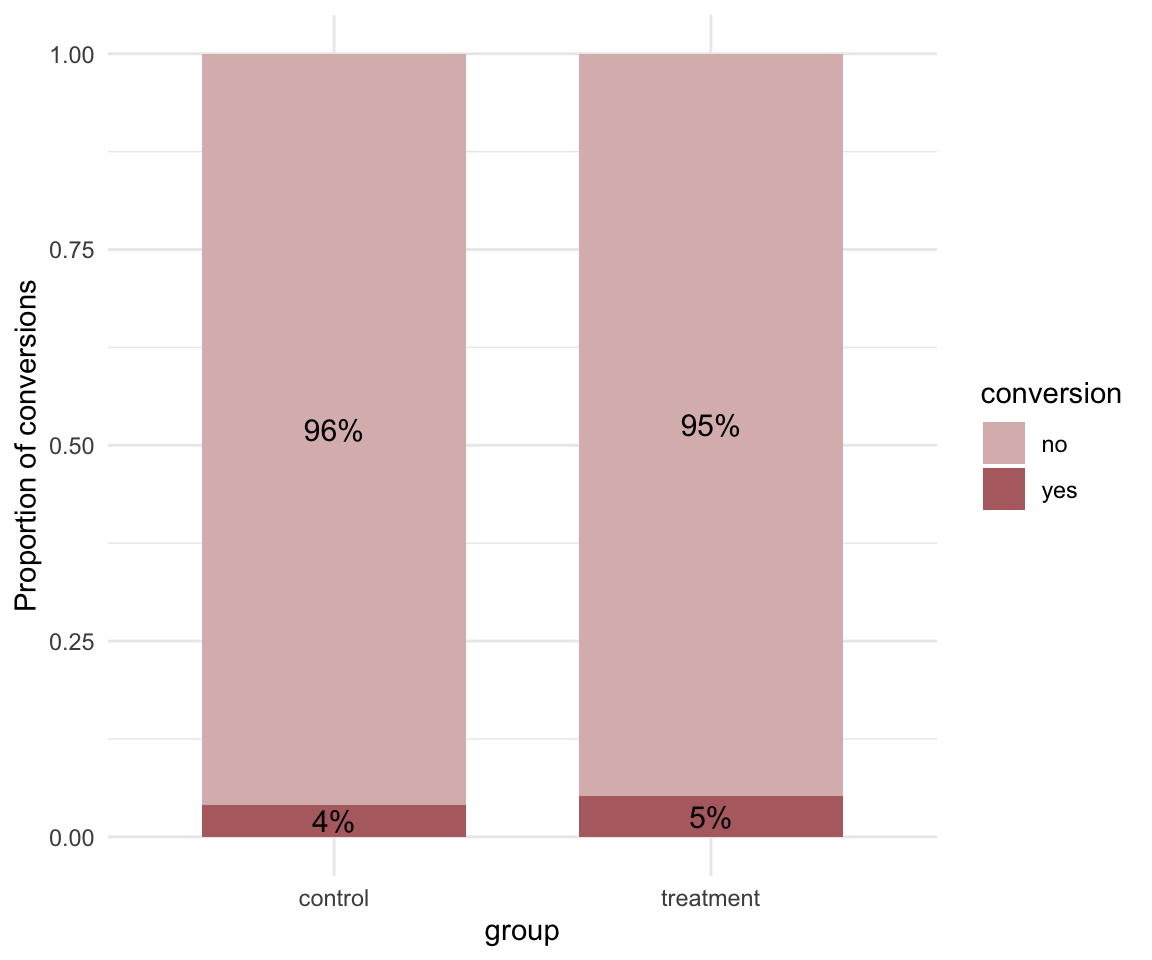 Proportion of conversions
1.00
0.75
0.50
0.25
0.00
96%
95%
4%
5%
control
treatment
group
conversion
no
yes